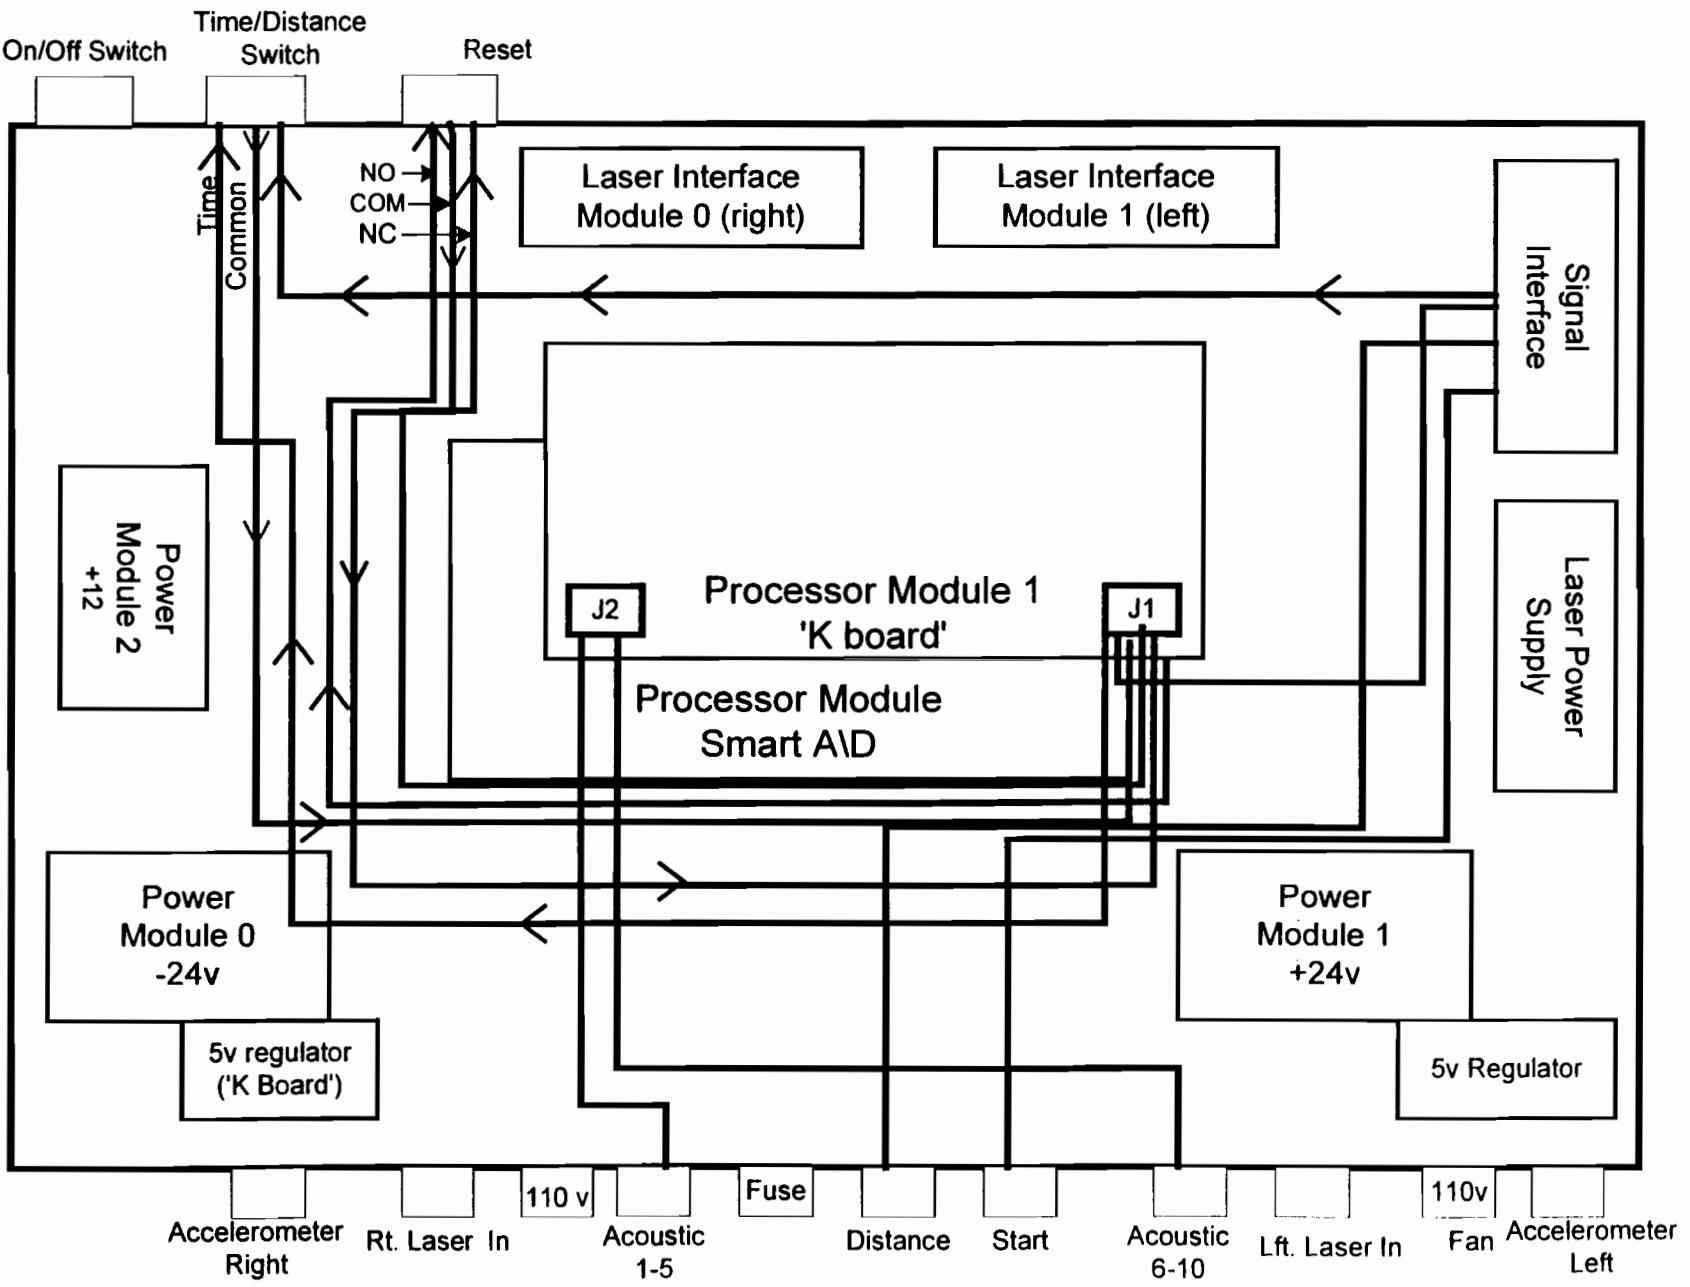 On/Off Switch
Time/Distance
Switch
Reset
Time
Common
NO
COM
NC
Laser Interface
Module 0 (right)
Laser Interface
Module 1 (left)
Signal
Interface
Power
Module 2
+12
J2
Processor Module 1
'K board'
J1
Laser Power
Supply
Processor Module
Smart A\D
Power
Module 0
-24v
Power
Module 1
+24v
5v regulator
('K Board')
5v Regulator
110 v
Fuse
110v
Accelerometer
Right
Rt. Laser In
Acoustic
1-5
Distance
Start
Acoustic
6-10
Lft. Laser In
Fan
Accelerometer
Left